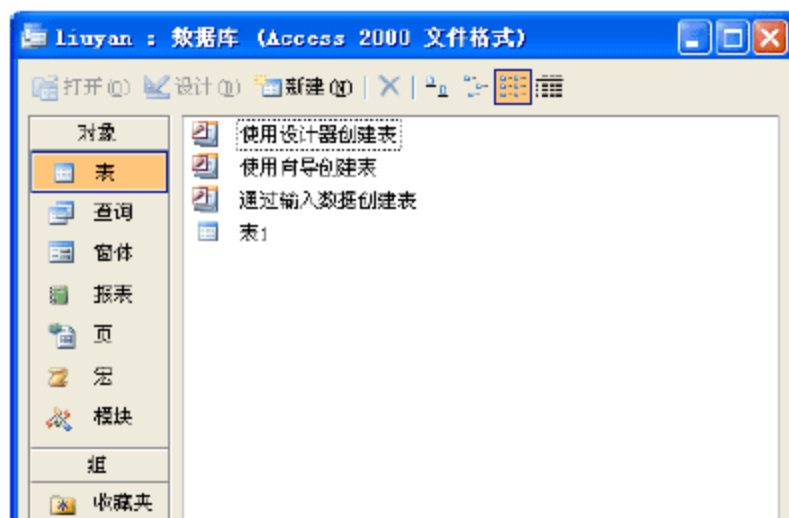 Liuyan : 数据库 (Access 2000 文件格式)
打开(O) 设计(D) 新建(N)
对象
表
查询
窗体
报表
页
宏
模块
组
收藏夹
使用设计器创建表
使用向导创建表
通过输入数据创建表
表1